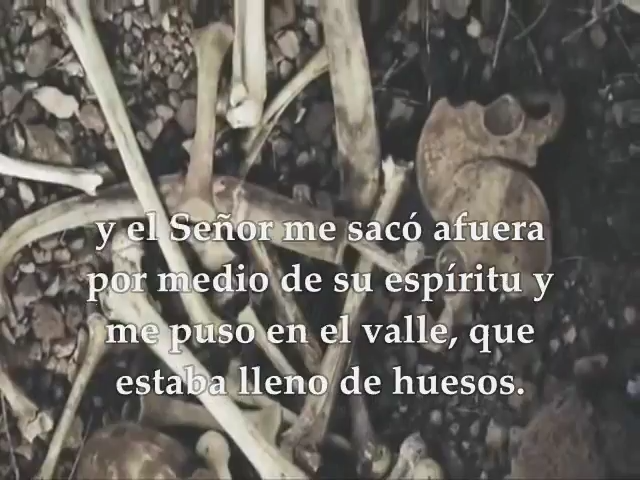 y el Señor me sacó afuera
por medio de su espíritu y
me puso en el valle, que
estaba lleno de huesos.